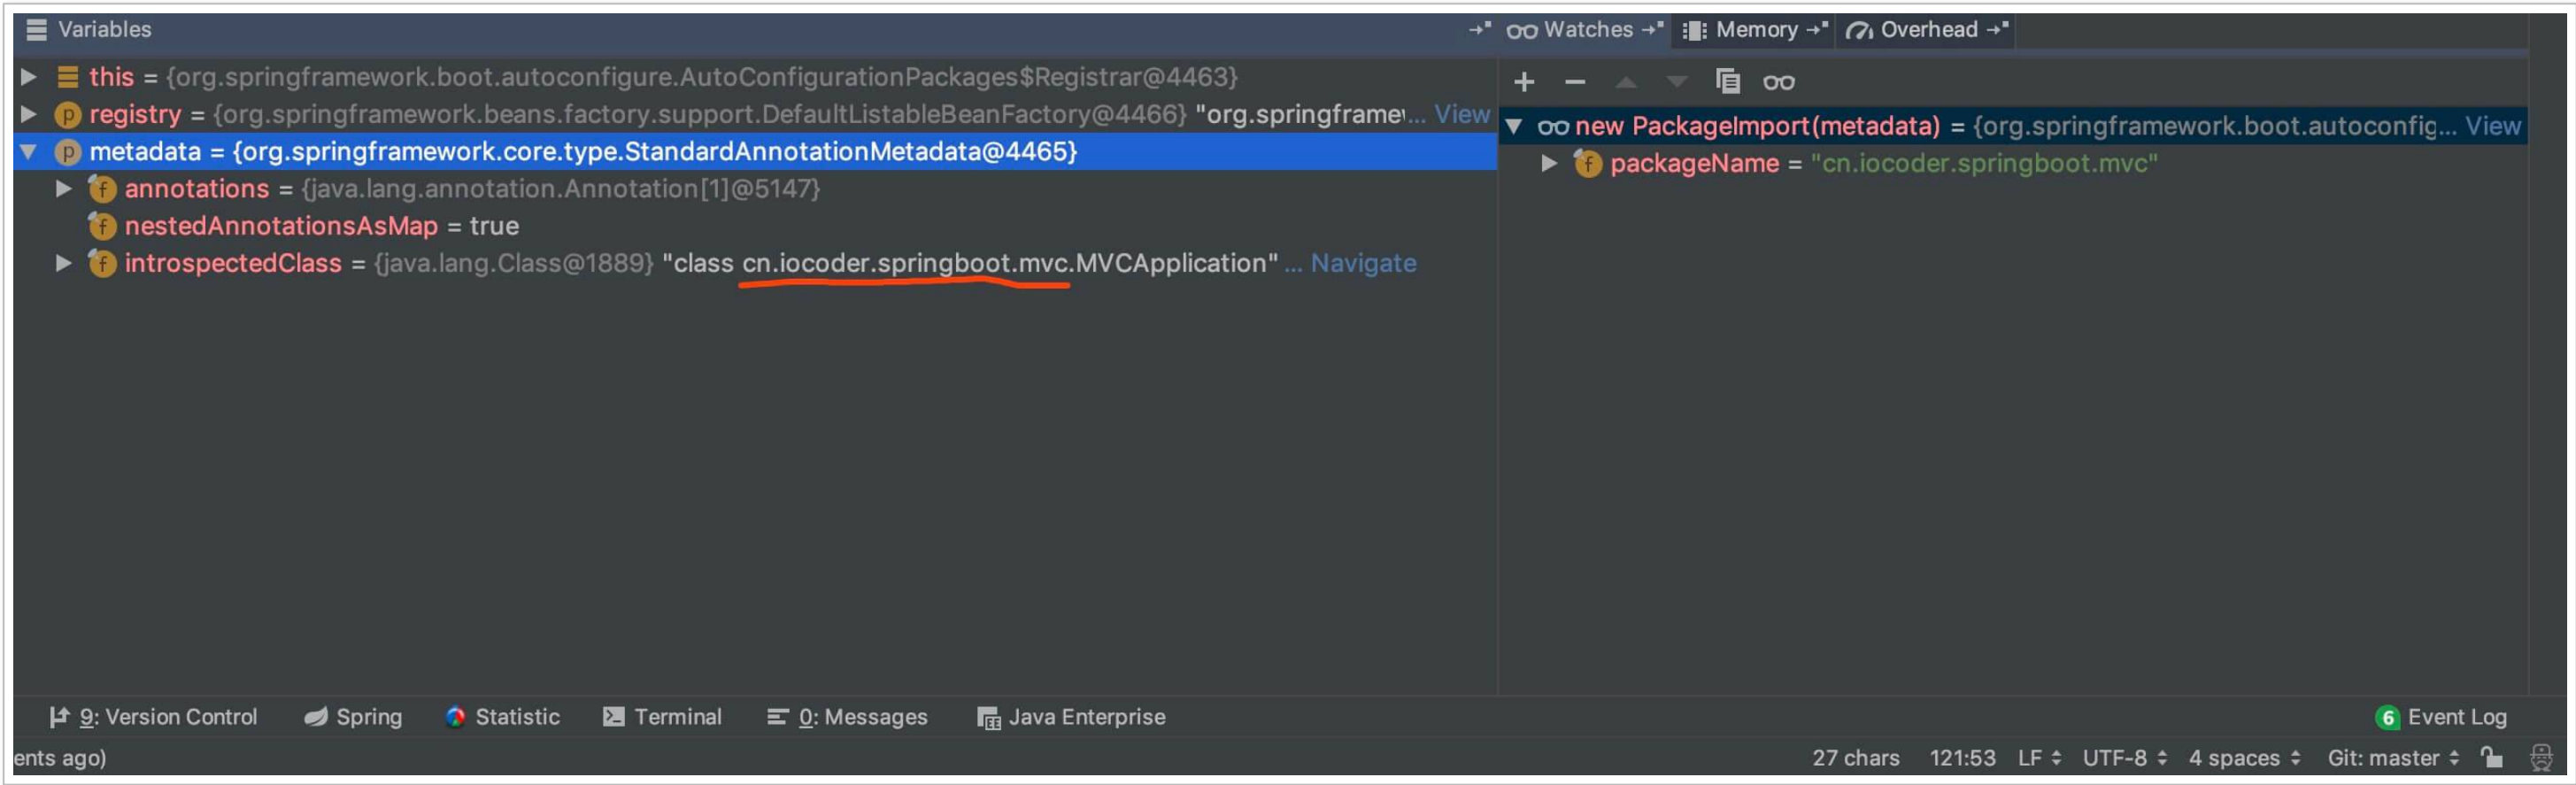 Variables
Watches
Memory
Overhead
this = {org.springframework.boot.autoconfigure.AutoConfigurationPackages$Registrar@4463}
registry = {org.springframework.beans.factory.support.DefaultListableBeanFactory@4466} "org.springframew... View
metadata = {org.springframework.core.type.StandardAnnotationMetadata@4465}
annotations = {java.lang.annotation.Annotation[1]@5147}
nestedAnnotationsAsMap = true
introspectedClass = {java.lang.Class@1889} "class cn.iocoder.springboot.mvc.MVCApplication" ... Navigate
new PackageImport(metadata) = {org.springframework.boot.autoconfig... View
packageName = "cn.iocoder.springboot.mvc"
9: Version Control
Spring
Statistic
Terminal
0: Messages
Java Enterprise
6 Event Log
ents ago)
27 chars
121:53
LF
UTF-8
4 spaces
Git: master